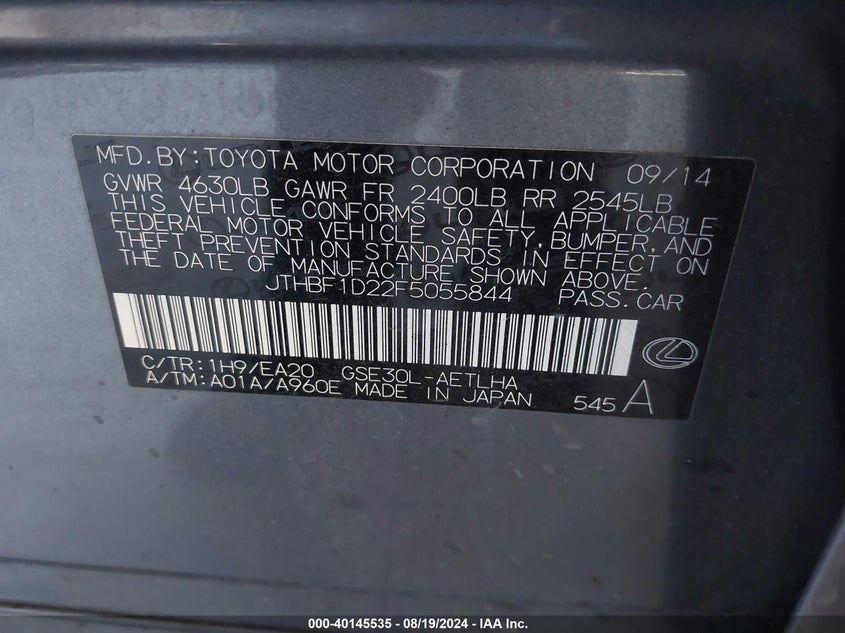 MFD.BY:TOYOTA MOTOR CORPORATION 09/14
GVWR 4630LB GAWR FR 2400LB RR 2545LB
THIS VEHICLE CONFORMS TO ALL APPLICABLE
FEDERAL MOTOR VEHICLE SAFETY,BUMPER,AND
THEFT PREVENTION STANDARDS IN EFFECT ON
THE DATE OF MANUFACTURE SHOWN ABOVE.
JTHBF1D22F5055844 PASS.CAR
C/TR:1H9/EA20 GSE30L-AETLHA
A/TM:A01A/A960E MADE IN JAPAN 545 A
000-40145535 - 08/19/2024 - IAA Inc.